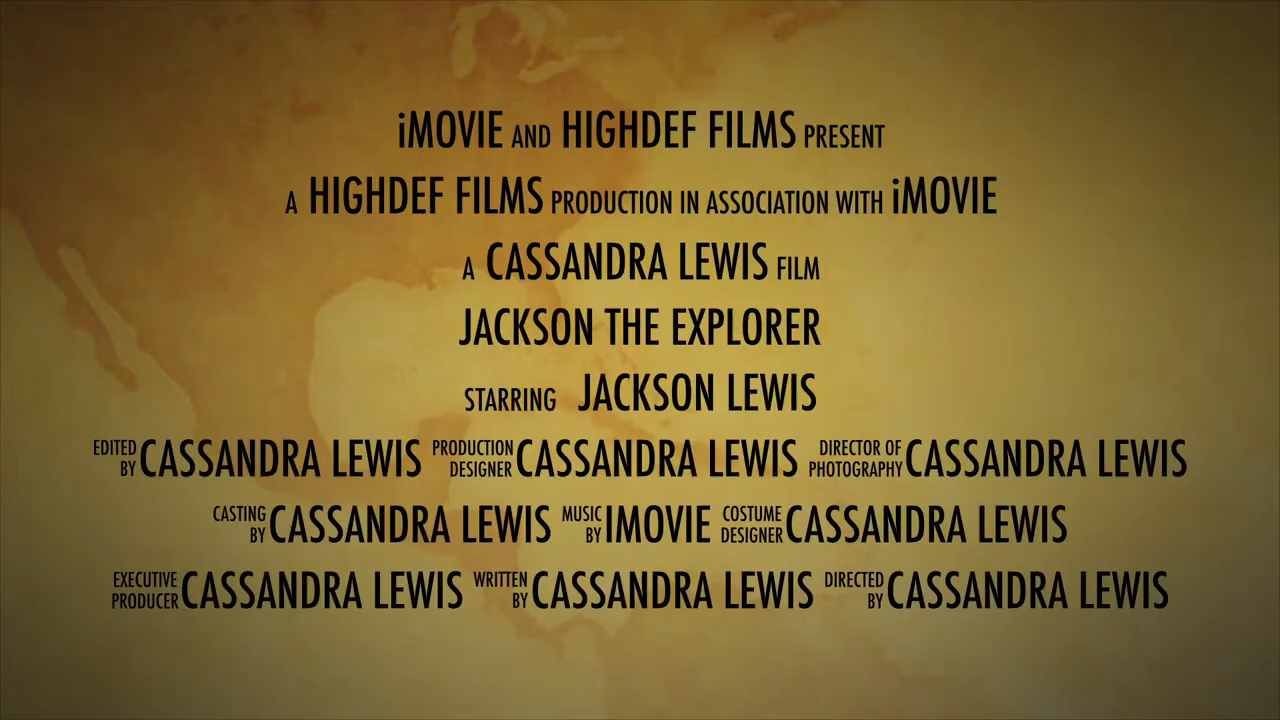 iMOVIE AND HIGHDEF FILMS PRESENT
A HIGHDEF FILMS PRODUCTION IN ASSOCIATION WITH iMOVIE
A CASSANDRA LEWIS FILM
JACKSON THE EXPLORER
STARRING JACKSON LEWIS
EDITED BY CASSANDRA LEWIS PRODUCTION DESIGNER CASSANDRA LEWIS DIRECTOR OF PHOTOGRAPHY CASSANDRA LEWIS
CASTING BY CASSANDRA LEWIS MUSIC BY IMOVIE COSTUME DESIGNER CASSANDRA LEWIS
EXECUTIVE PRODUCER CASSANDRA LEWIS WRITTEN BY CASSANDRA LEWIS DIRECTED BY CASSANDRA LEWIS